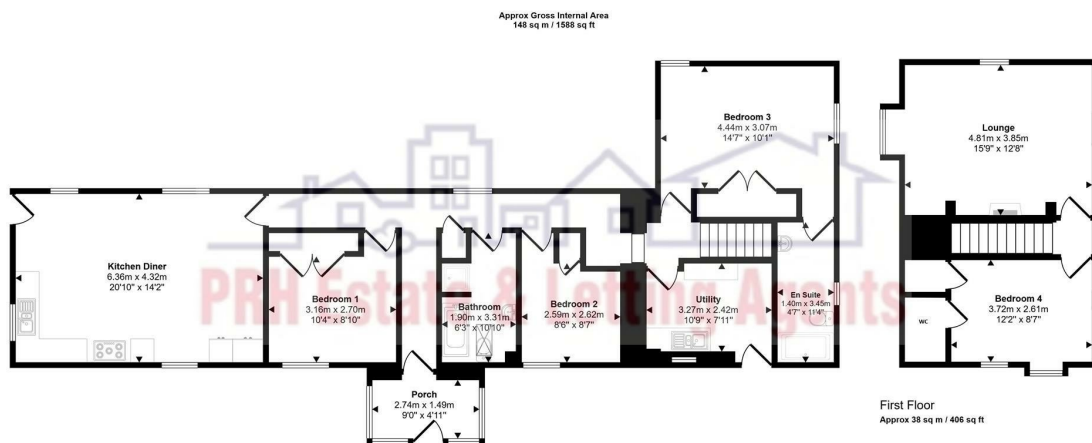 Approx Gross Internal Area
148 sq m / 1588 sq ft
Bedroom 3
4.44m x 3.07m
14'7" x 10'1"
Lounge
4.81m x 3.85m
15'9" x 12'8"
Kitchen Diner
6.36m x 4.32m
20'10" x 14'2"
PRH Estate & Letting Agents
Bedroom 1
3.16m x 2.70m
10'4" x 8'10"
Bathroom
1.90m x 3.31m
6'3" x 10'10"
Bedroom 2
2.59m x 2.62m
8'6" x 8'7"
Utility
3.27m x 2.42m
10'9" x 7'11"
En Suite
1.40m x 3.45m
4'7" x 11'4"
WC
Bedroom 4
3.72m x 2.61m
12'2" x 8'7"
Porch
2.74m x 1.49m
9'0" x 4'11"
First Floor
Approx 38 sq m / 406 sq ft